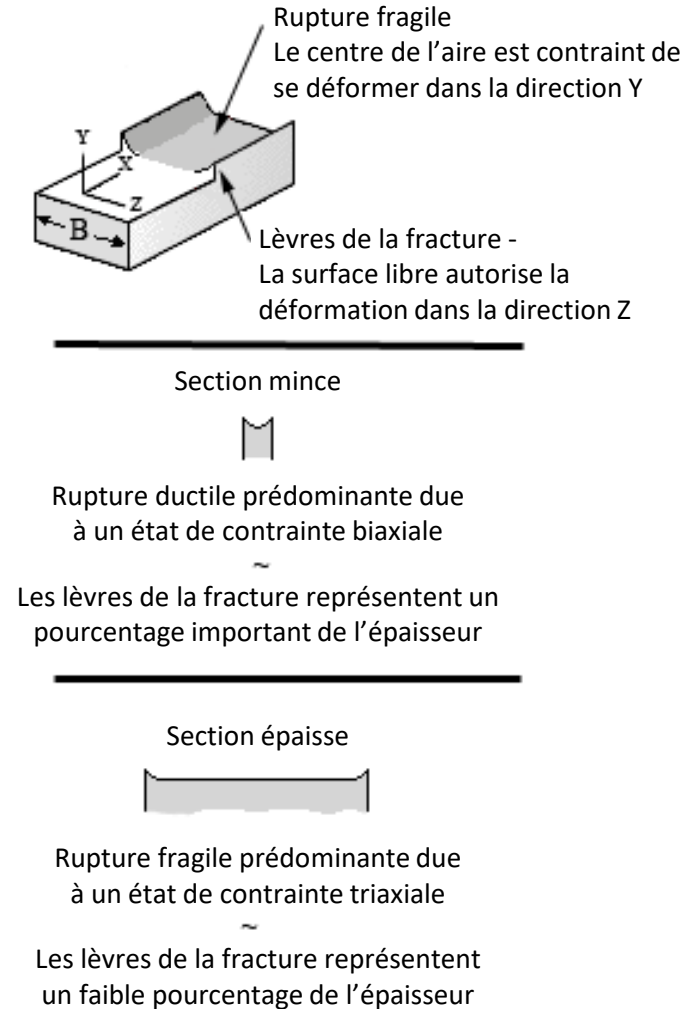 Rupture fragile
Le centre de l’aire est contraint de
se déformer dans la direction Y
Y
X
Z
B
Lèvres de la fracture -
La surface libre autorise la
déformation dans la direction Z
Section mince
Rupture ductile prédominante due
à un état de contrainte biaxiale
~
Les lèvres de la fracture représentent un
pourcentage important de l’épaisseur
Section épaisse
Rupture fragile prédominante due
à un état de contrainte triaxiale
~
Les lèvres de la fracture représentent
un faible pourcentage de l’épaisseur